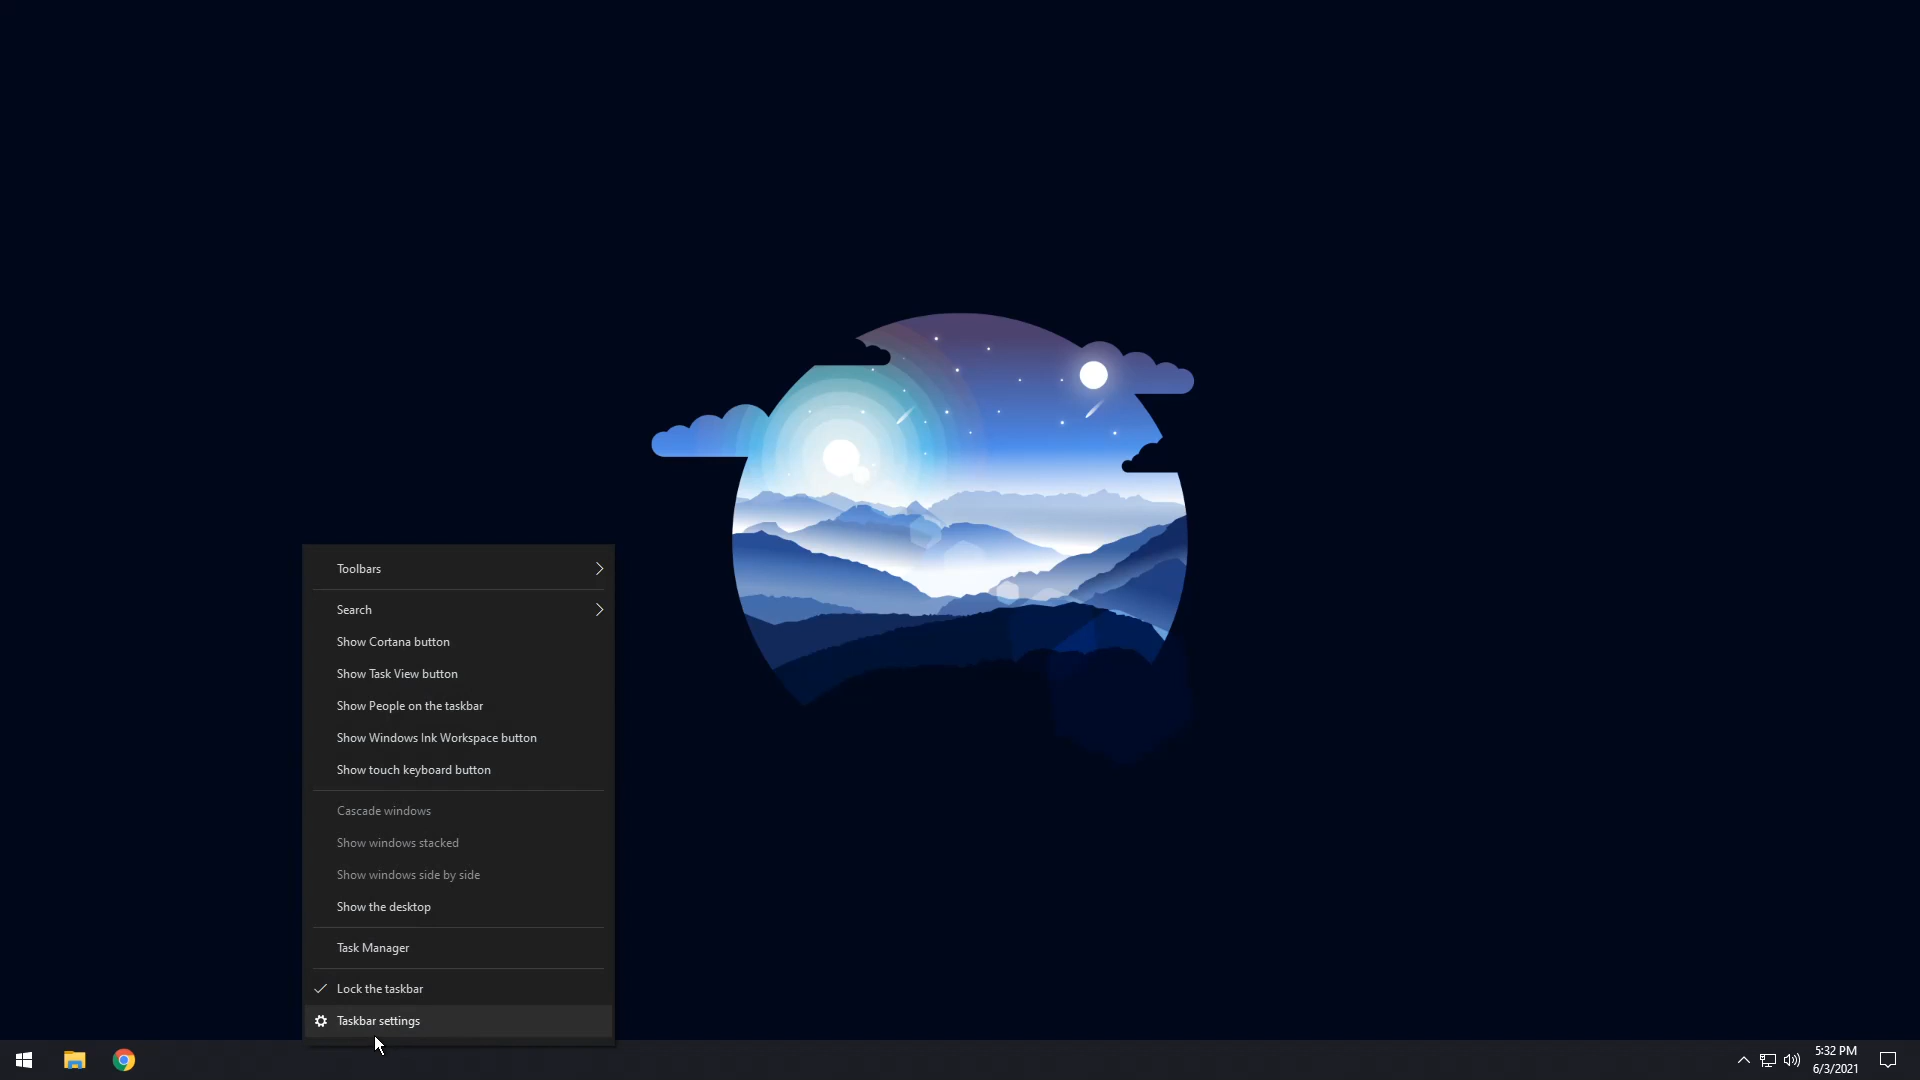 Toolbars
Search
Show Cortana button
Show Task View button
Show People on the taskbar
Show Windows Ink Workspace button
Show touch keyboard button
Cascade windows
Show windows stacked
Show windows side by side
Show the desktop
Task Manager
Lock the taskbar
Taskbar settings
5:32 PM
6/3/2021